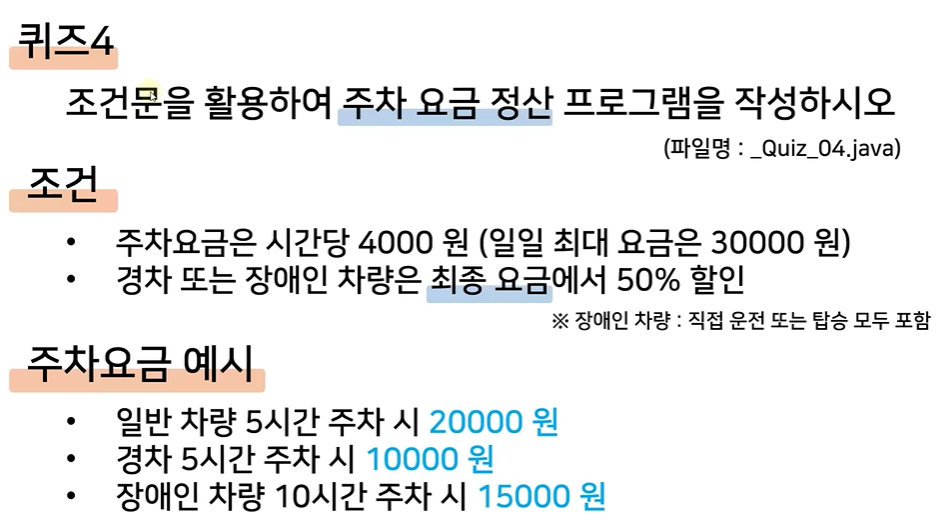 퀴즈4
조건문을 활용하여 주차 요금 정산 프로그램을 작성하시오
(파일명 : _Quiz_04.java)
조건
• 주차요금은 시간당 4000 원 (일일 최대 요금은 30000 원)
• 경차 또는 장애인 차량은 최종 요금에서 50% 할인
※ 장애인 차량 : 직접 운전 또는 탑승 모두 포함
주차요금 예시
• 일반 차량 5시간 주차 시 20000 원
• 경차 5시간 주차 시 10000 원
• 장애인 차량 10시간 주차 시 15000 원